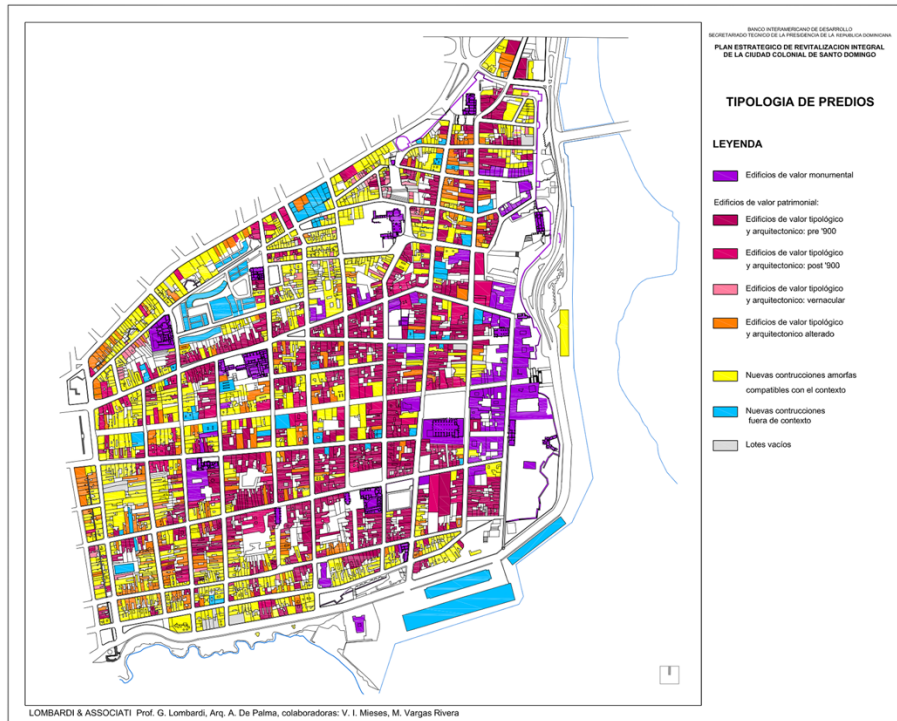 BANCO INTERAMERICANO DE DESARROLLO
SECRETARIADO TECNICO DE LA PRESIDENCIA DE LA REPUBLICA DOMINICANA
PLAN ESTRATEGICO DE REVITALIZACION INTEGRAL
DE LA CIUDAD COLONIAL DE SANTO DOMINGO
TIPOLOGIA DE PREDIOS
LEYENDA
Edificios de valor monumental
Edificios de valor patrimonial:
Edificios de valor tipológico
y arquitectonico: pre '900
Edificios de valor tipológico
y arquitectonico: post '900
Edificios de valor tipológico
y arquitectonico: vernacular
Edificios de valor tipológico
y arquitectonico alterado
Nuevas contrucciones amorfas
compatibles con el contexto
Nuevas contrucciones
fuera de contexto
Lotes vacíos
LOMBARDI & ASSOCIATI Prof. G. Lombardi, Arq. A. De Palma, colaboradoras: V. I. Mieses, M. Vargas Rivera